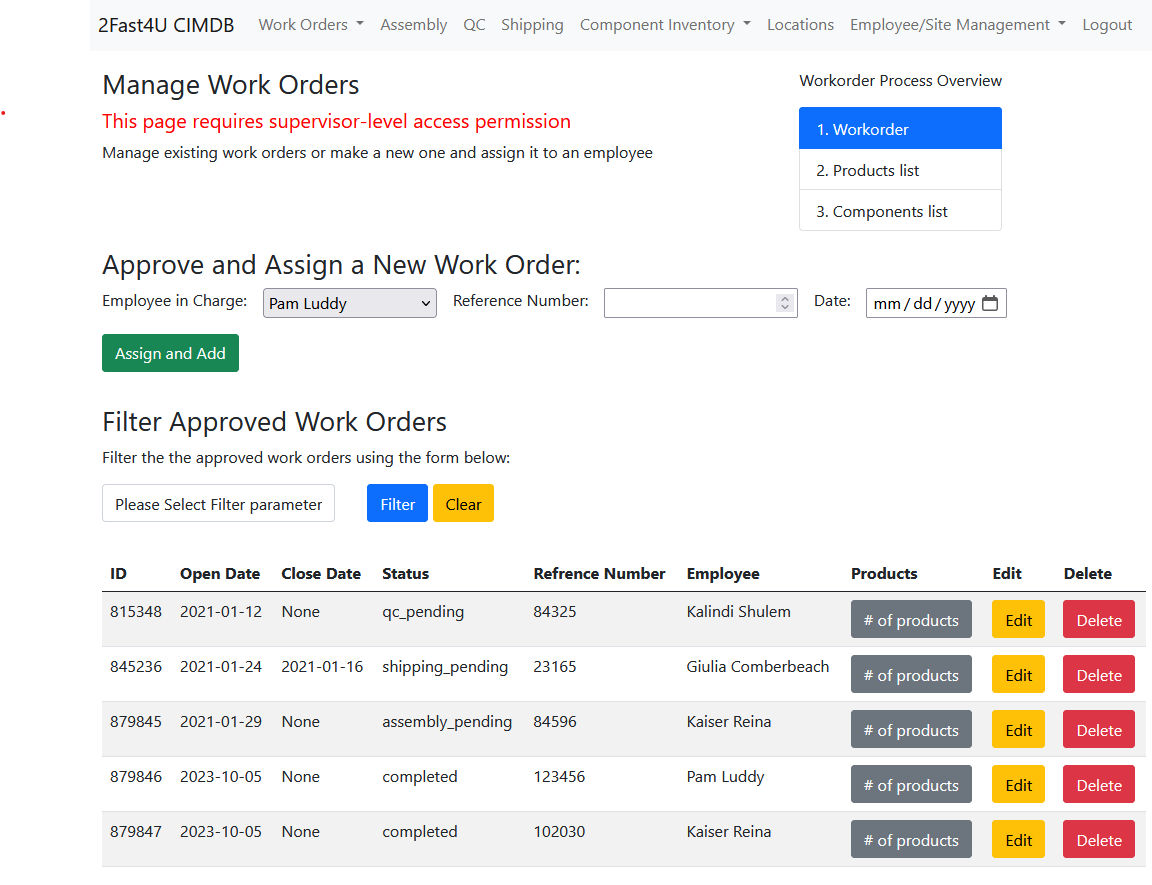 2Fast4U CIMDB Work Orders Assembly QC Shipping Component Inventory Locations Employee/Site Management Logout
Manage Work Orders
This page requires supervisor-level access permission
Manage existing work orders or make a new one and assign it to an employee
Workorder Process Overview
1. Workorder
2. Products list
3. Components list
Approve and Assign a New Work Order:
Employee in Charge: Pam Luddy Reference Number: Date: mm/dd/yyyy
Assign and Add
Filter Approved Work Orders
Filter the the approved work orders using the form below:
Please Select Filter parameter Filter Clear
ID Open Date Close Date Status Refrence Number Employee Products Edit Delete
815348 2021-01-12 None qc_pending 84325 Kalindi Shulem # of products Edit Delete
845236 2021-01-24 2021-01-16 shipping_pending 23165 Giulia Comberbeach # of products Edit Delete
879845 2021-01-29 None assembly_pending 84596 Kaiser Reina # of products Edit Delete
879846 2023-10-05 None completed 123456 Pam Luddy # of products Edit Delete
879847 2023-10-05 None completed 102030 Kaiser Reina # of products Edit Delete